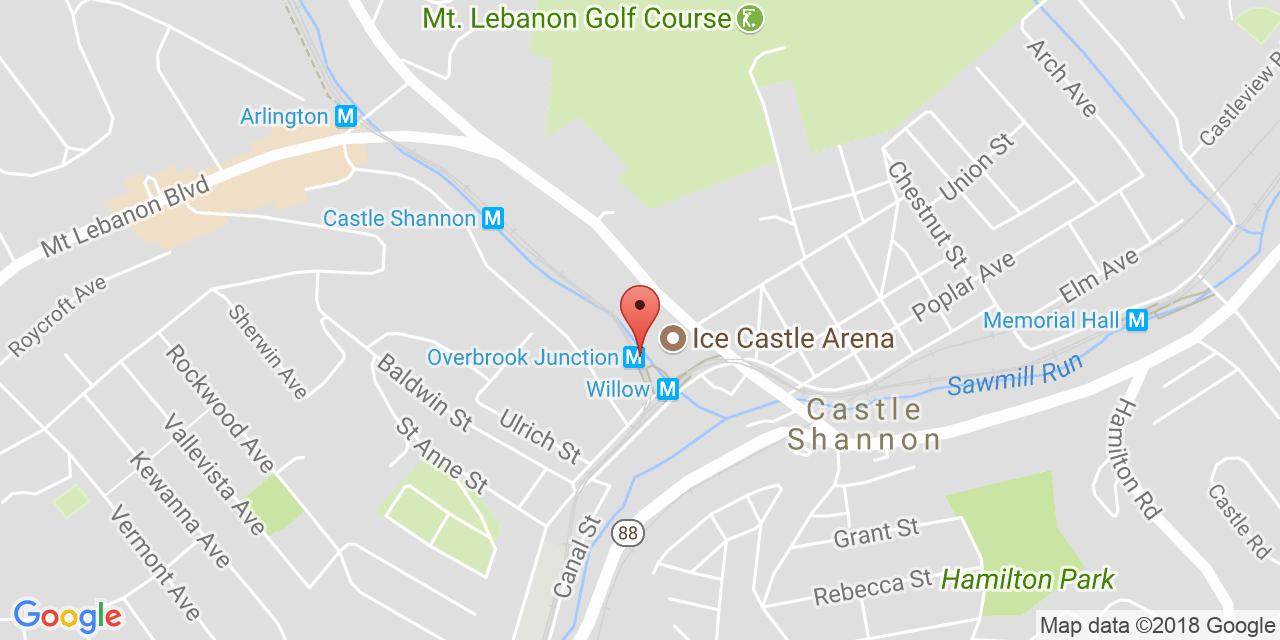 Mt. Lebanon Golf Course
Arch Ave
Castleview
Arlington M
Union St
Mt Lebanon Blvd
Chestnut St
Castle Shannon M
Poplar Ave
Elm Ave
Roycroft Ave
Sherwin Ave
Memorial Hall M
Ice Castle Arena
Overbrook Junction M
Willow M
Sawmill Run
Rockwood Ave
Baldwin St
Ulrich St
Castle
Shannon
Hamilton Rd
St Anne St
Vallevista Ave
Kewanna Ave
Castle Rd
Vermont Ave
Canal St
88
Grant St
Rebecca St
Hamilton Park
Google
Map data ©2018 Google